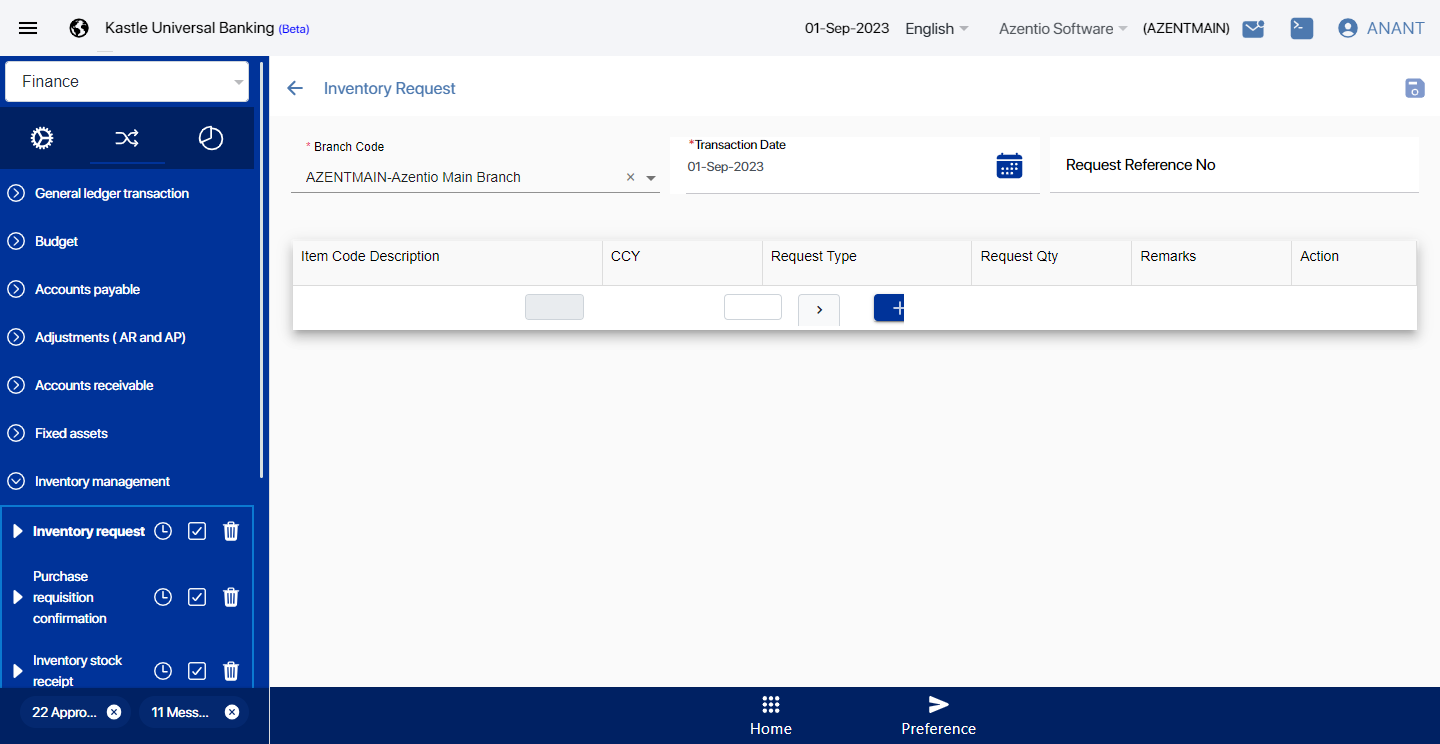 Kastle Universal Banking (Beta)
01-Sep-2023
English
Azentio Software
(AZENTMAIN)
ANANT
Finance
General ledger transaction
Budget
Accounts payable
Adjustments ( AR and AP)
Accounts receivable
Fixed assets
Inventory management
Inventory request
Purchase
requisition
confirmation
Inventory stock
receipt
22 Appro...
11 Mess...
Inventory Request
* Branch Code
AZENTMAIN-Azentio Main Branch
*Transaction Date
01-Sep-2023
Request Reference No
Item Code Description
CCY
Request Type
Request Qty
Remarks
Action
Home
Preference